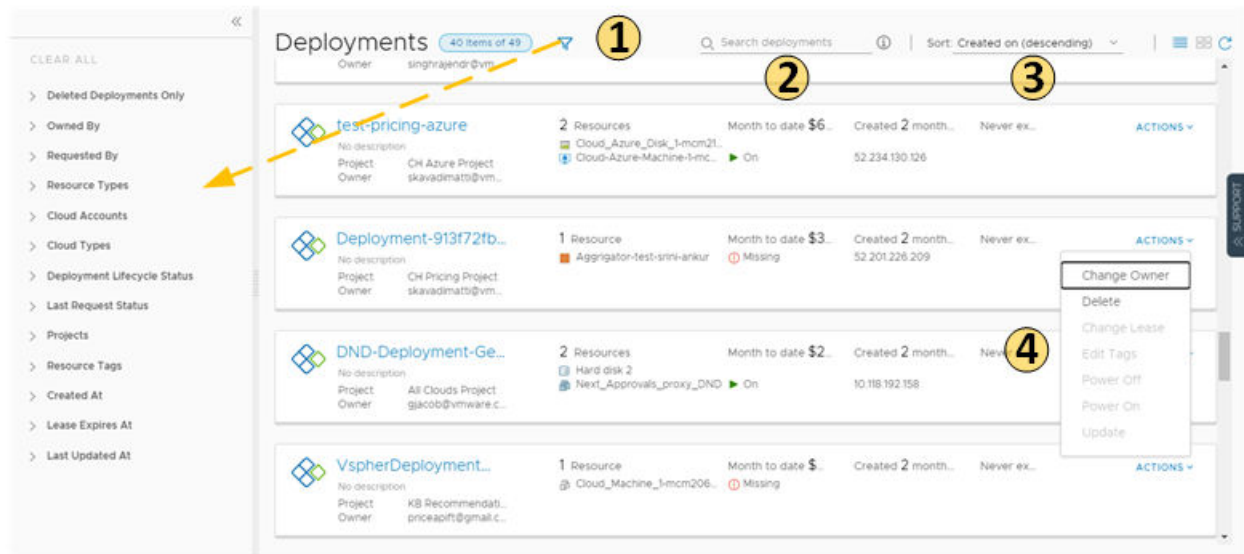 CLEAR ALL
Deleted Deployments Only
Owned By
Requested By
Resource Types
Cloud Accounts
Cloud Types
Deployment Lifecycle Status
Last Request Status
Projects
Resource Tags
Created At
Lease Expires At
Last Updated At
Deployments 40 Items of 49 1 Search deployments Sort: Created on (descending)
2 3
Owner singhrajendr@vm...
test-pricing-azure 2 Resources Month to date $6... Created 2 month... Never ex... ACTIONS
No description Cloud_Azure_Disk_1-mcm21...
Cloud-Azure-Machine-1-mc... On 52.234.130.126
Project CH Azure Project
Owner skavadimatti@vm...
SUPPORT
Deployment-913f72fb... 1 Resource Month to date $3... Created 2 month... Never ex... ACTIONS
No description Aggrigator-test-srini-ankur Missing 52.201.226.209
Project CH Pricing Project
Owner skavadimatti@vm...
Change Owner
Delete
Change Lease
Edit Tags
Power Off
Power On
Update
4
DND-Deployment-Ge... 2 Resources Month to date $2... Created 2 month...
No description Hard disk 2
Next_Approvals_proxy_DND On 10.118.192.158
Project All Clouds Project
Owner gjacob@vmware.c...
VspherDeployment... 1 Resource Month to date $... Created 2 month... Never ex... ACTIONS
No description Cloud_Machine_1-mcm206... Missing
Project KB Recommendati...
Owner priceapift@gmail.c...